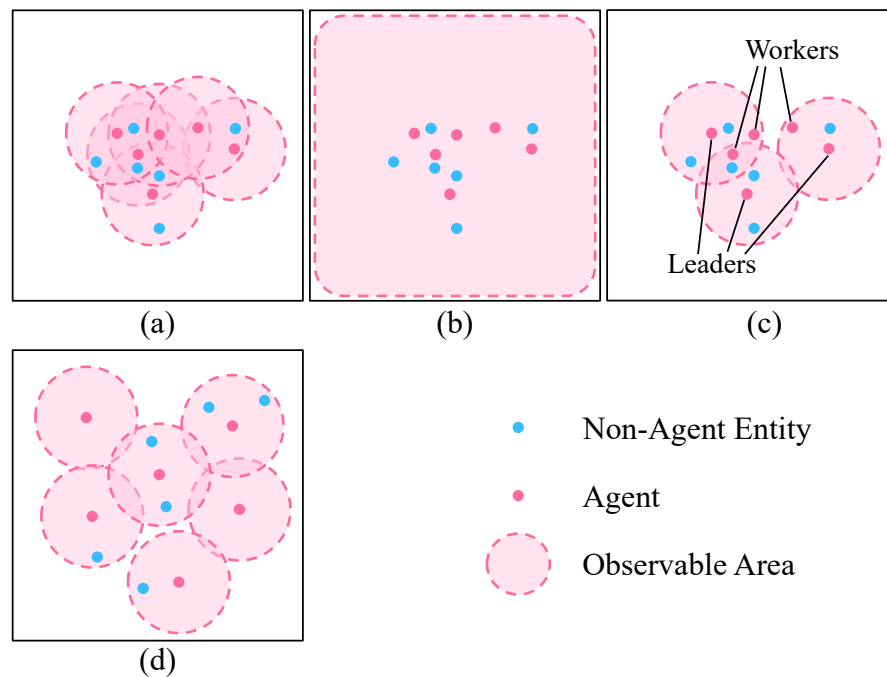 Workers
Leaders
(a)
(b)
(c)
Non-Agent Entity
Agent
Observable Area
(d)